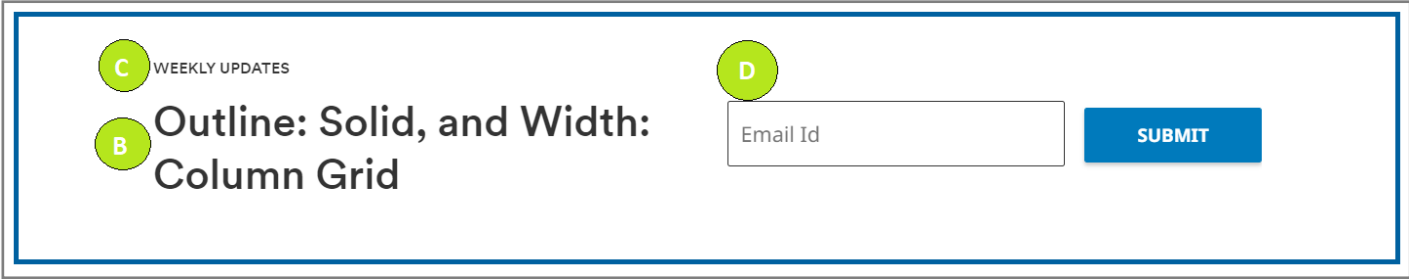 C
WEEKLY UPDATES
B
Outline: Solid, and Width:
Column Grid
D
Email Id
SUBMIT